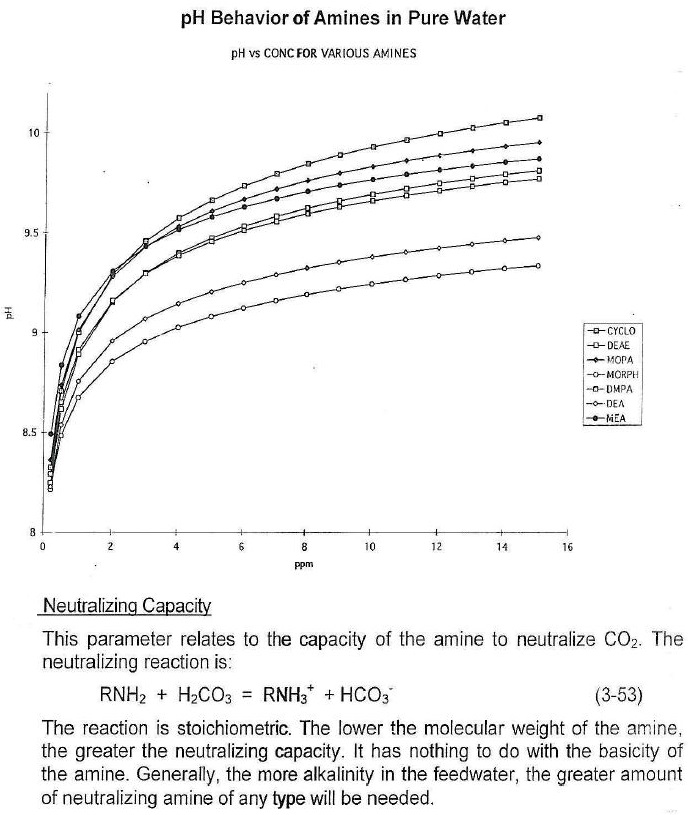 pH Behavior of Amines in Pure Water
pH vs CONC FOR VARIOUS AMINES
10
9.5
9
8.5
8
pH
0 2 4 6 8 10 12 14 16
ppm
CYCLO
DEAE
MOPA
MORPH
DMPA
DEA
MEA
Neutralizing Capacity
This parameter relates to the capacity of the amine to neutralize CO₂. The
neutralizing reaction is:
RNH₂ + H₂CO₃ = RNH₃⁺ + HCO₃⁻ (3-53)
The reaction is stoichiometric. The lower the molecular weight of the amine,
the greater the neutralizing capacity. It has nothing to do with the basicity of
the amine. Generally, the more alkalinity in the feedwater, the greater amount
of neutralizing amine of any type will be needed.